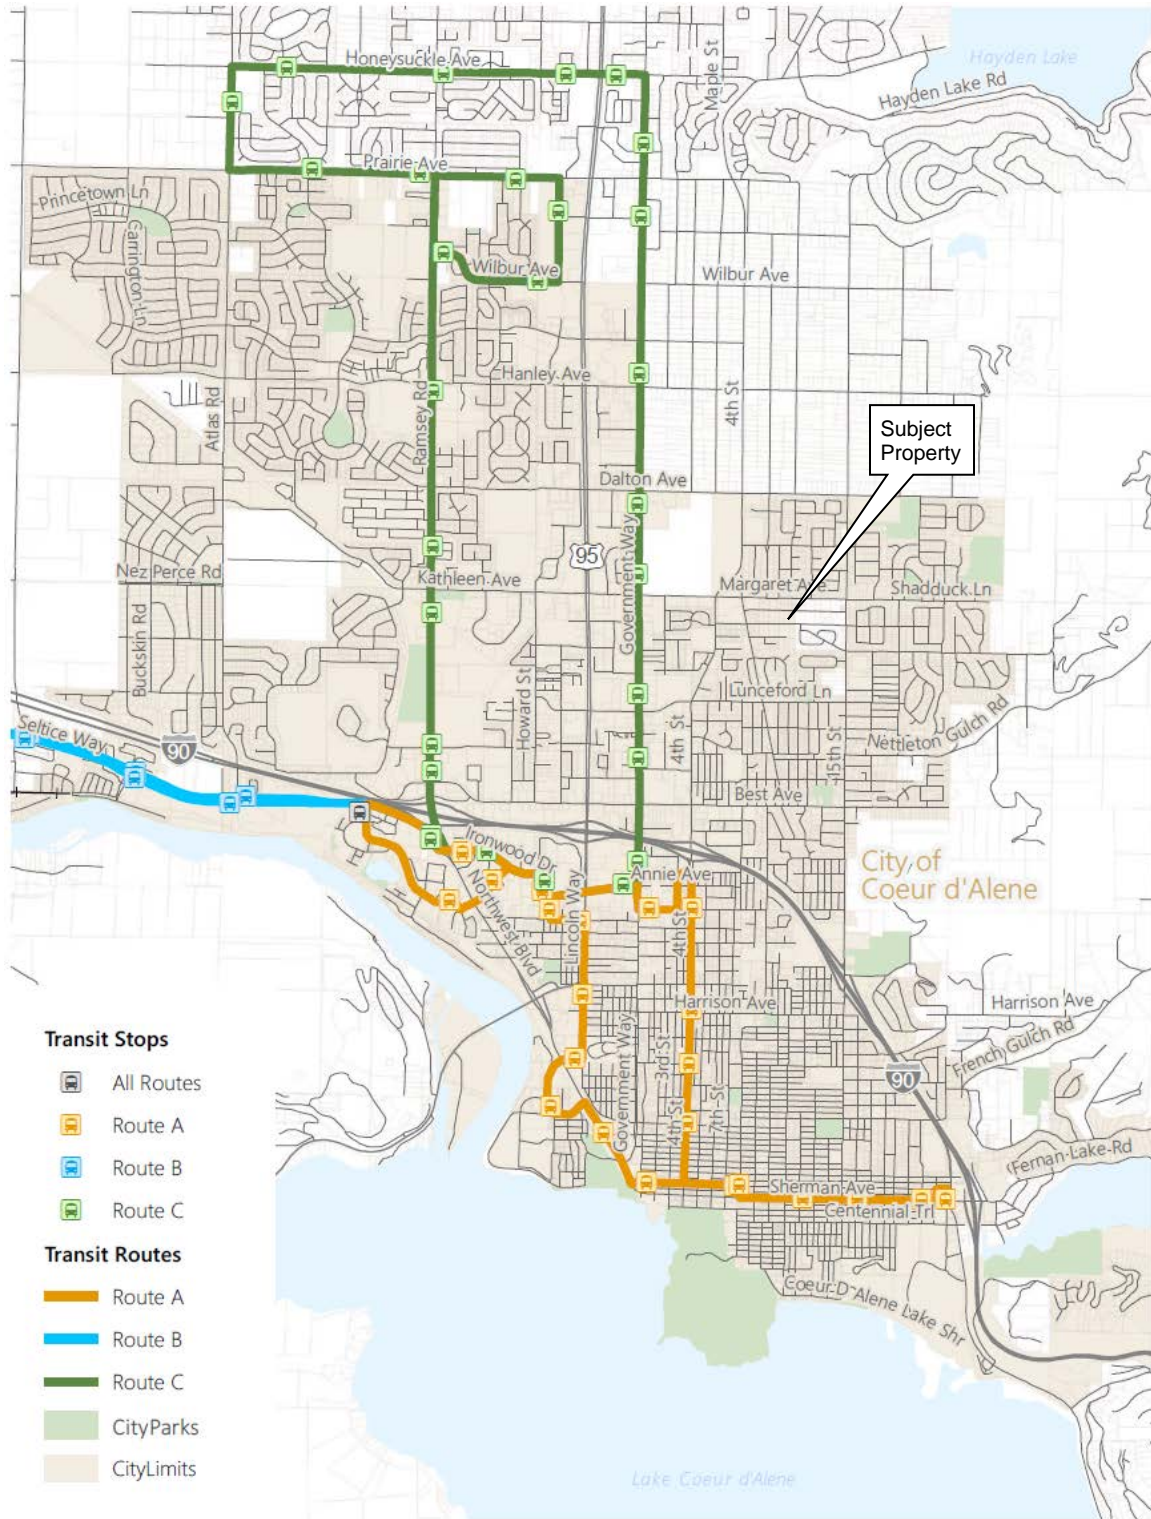 Hayden Lake
Honeysuckle Ave
Maple St
Hayden Lake Rd
Prairie Ave
Princetown Ln
Carrington Ln
Wilbur Ave
Wilbur Ave
Hanley Ave
Ramsey Rd
Atlas Rd
4th St
Subject
Property
Dalton Ave
Government Way
95
Nez Perce Rd
Kathleen Ave
Margaret Ave
Shadduck Ln
Buckskin Rd
Howard St
Lunceford Ln
4th St
15th St
Nettleton Gulch Rd
Seltice Way
90
Best Ave
Ironwood Dr
Annie Ave
City of
Coeur d'Alene
Northwest Blvd
Lincoln Way
4th St
Harrison Ave
Harrison Ave
French Gulch Rd
Government Way
3rd St
4th St
7th St
90
Fernan Lake Rd
Sherman Ave
Centennial Trl
Coeur D Alene Lake Shr
Lake Coeur d'Alene
Transit Stops
All Routes
Route A
Route B
Route C
Transit Routes
Route A
Route B
Route C
CityParks
CityLimits